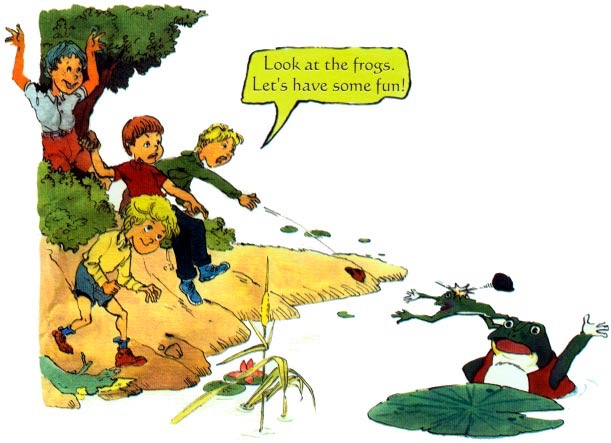 Look at the frogs.
Let's have some fun!